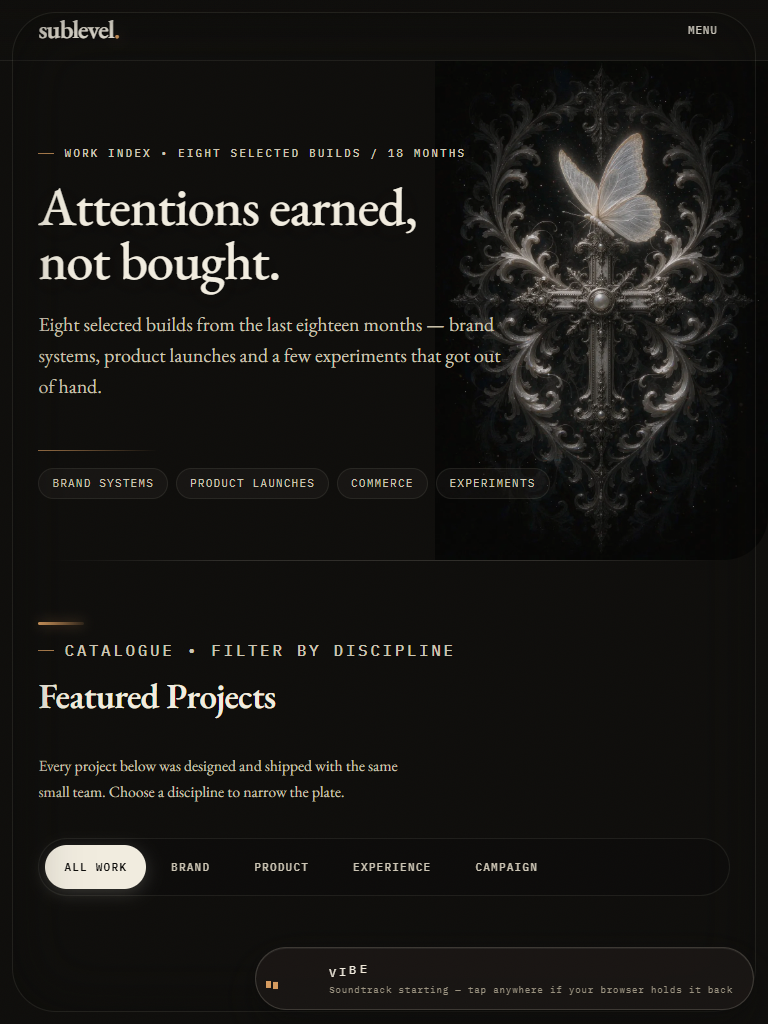 sublevel.
MENU
— WORK INDEX • EIGHT SELECTED BUILDS / 18 MONTHS
Attentions earned,
not bought.
Eight selected builds from the last eighteen months — brand
systems, product launches and a few experiments that got out
of hand.
BRAND SYSTEMS
PRODUCT LAUNCHES
COMMERCE
EXPERIMENTS
— CATALOGUE • FILTER BY DISCIPLINE
Featured Projects
Every project below was designed and shipped with the same
small team. Choose a discipline to narrow the plate.
ALL WORK
BRAND
PRODUCT
EXPERIENCE
CAMPAIGN
VIBE
Soundtrack starting — tap anywhere if your browser holds it back